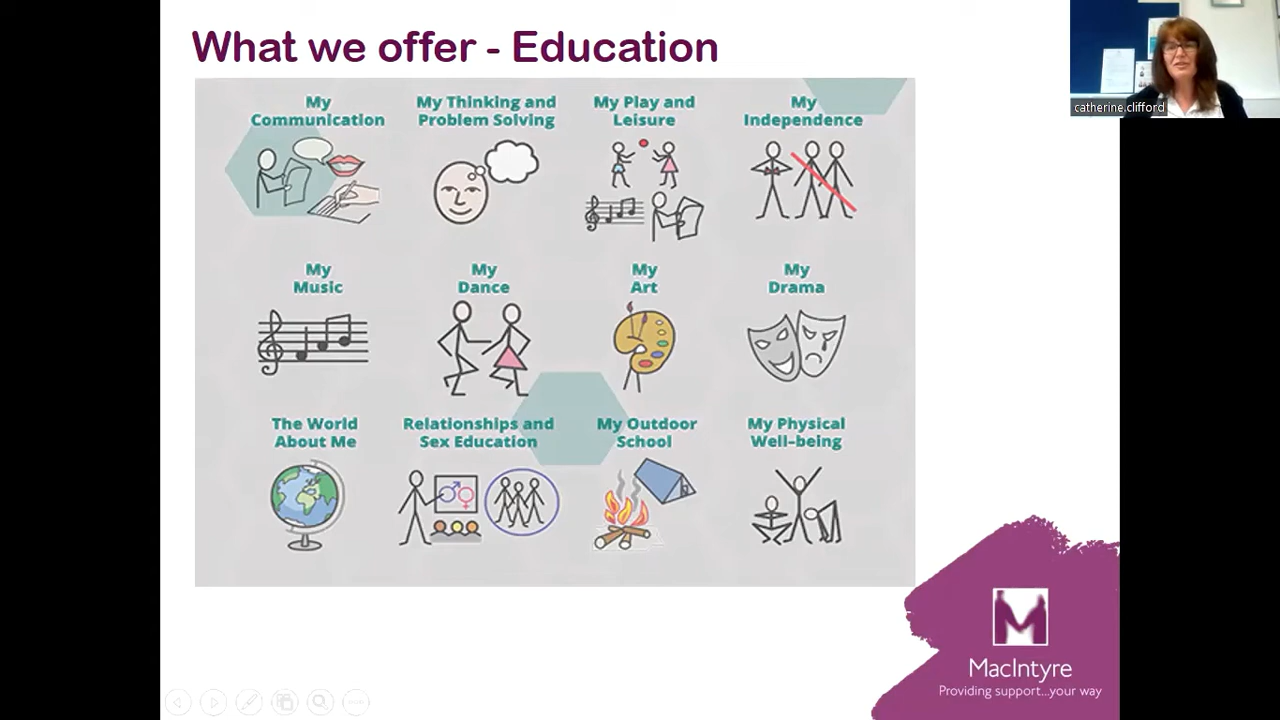 What we offer - Education
catherine.clifford
My
Communication
My Thinking and
Problem Solving
My Play and
Leisure
My
Independence
My
Music
My
Dance
My
Art
My
Drama
The World
About Me
Relationships and
Sex Education
My Outdoor
School
My Physical
Well-being
MacIntyre
Providing support...your way